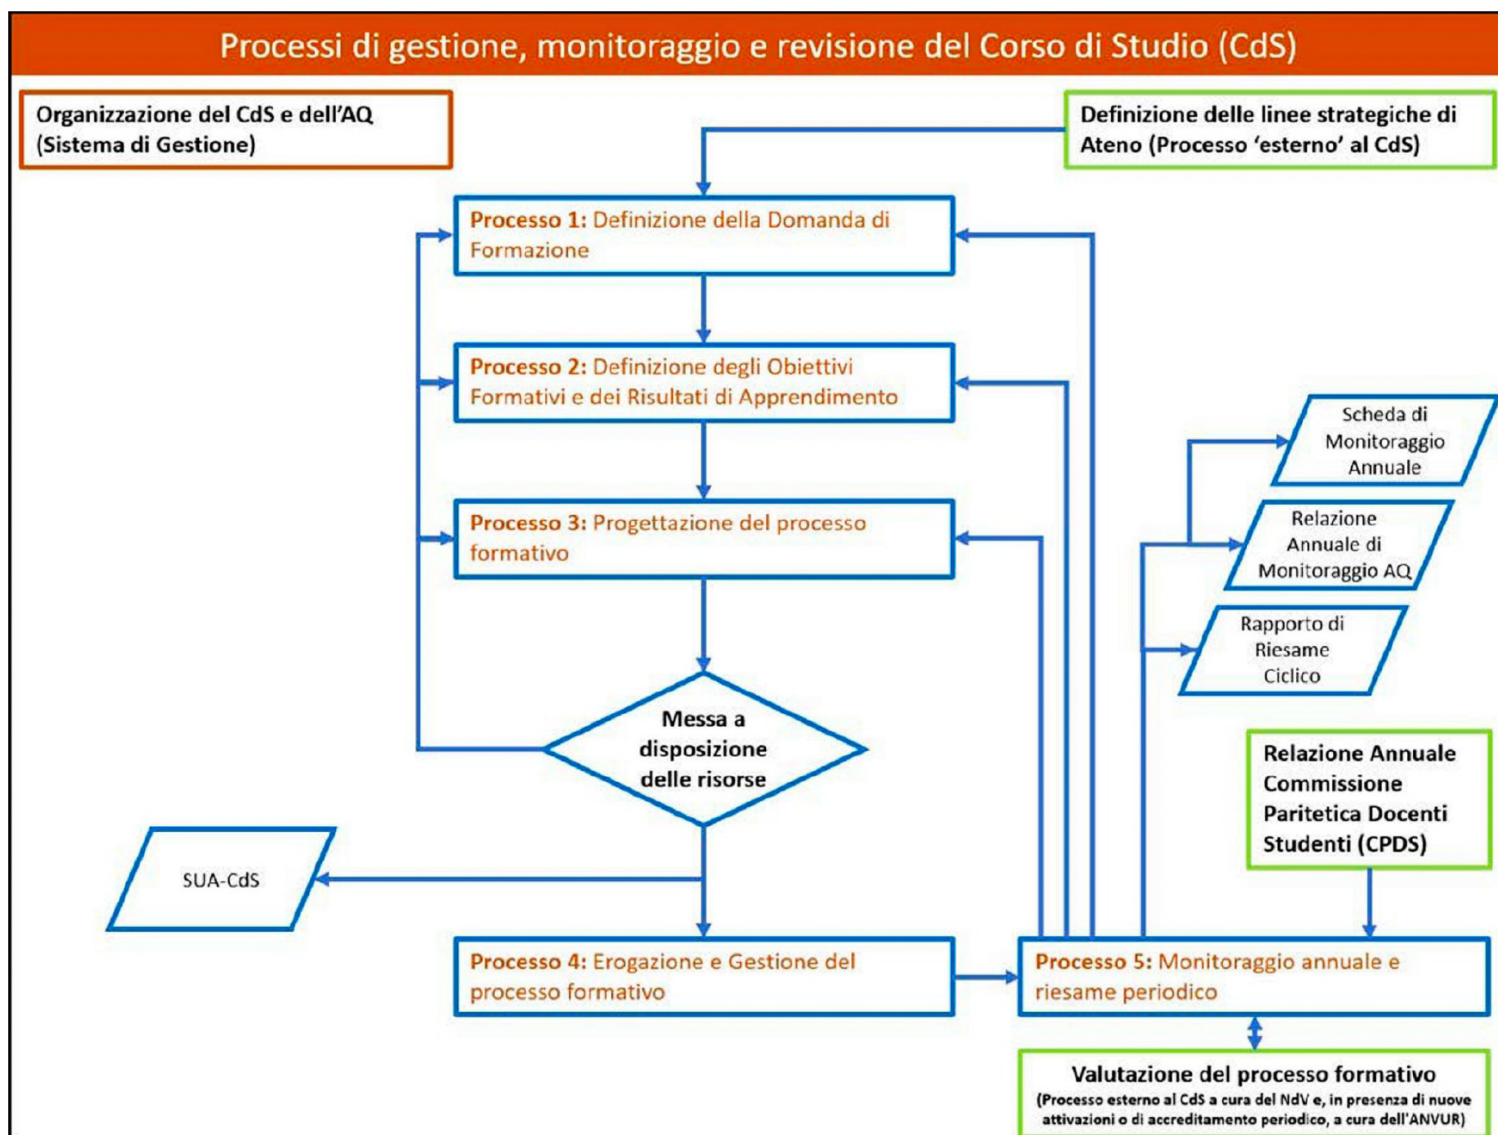 Processi di gestione, monitoraggio e revisione del Corso di Studio (CdS)
Organizzazione del CdS e dell'AQ
(Sistema di Gestione)
Definizione delle linee strategiche di
Ateno (Processo 'esterno' al CdS)
Processo 1: Definizione della Domanda di
Formazione
Processo 2: Definizione degli Obiettivi
Formativi e dei Risultati di Apprendimento
Scheda di
Monitoraggio
Annuale
Processo 3: Progettazione del processo
formativo
Relazione
Annuale di
Monitoraggio AQ
Rapporto di
Riesame
Ciclico
Messa a
disposizione
delle risorse
Relazione Annuale
Commissione
Paritetica Docenti
Studenti (CPDS)
SUA-CdS
Processo 4: Erogazione e Gestione del
processo formativo
Processo 5: Monitoraggio annuale e
riesame periodico
Valutazione del processo formativo
(Processo esterno al CdS a cura del NdV e, in presenza di nuove
attivazioni o di accreditamento periodico, a cura dell'ANVUR)